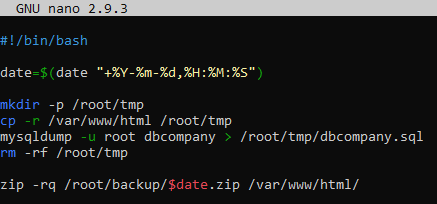 GNU nano 2.9.3
#!/bin/bash
date=$(date "+%Y-%m-%d,%H:%M:%S")
mkdir -p /root/tmp
cp -r /var/www/html /root/tmp
mysqldump -u root dbcompany > /root/tmp/dbcompany.sql
rm -rf /root/tmp
zip -rq /root/backup/$date.zip /var/www/html/